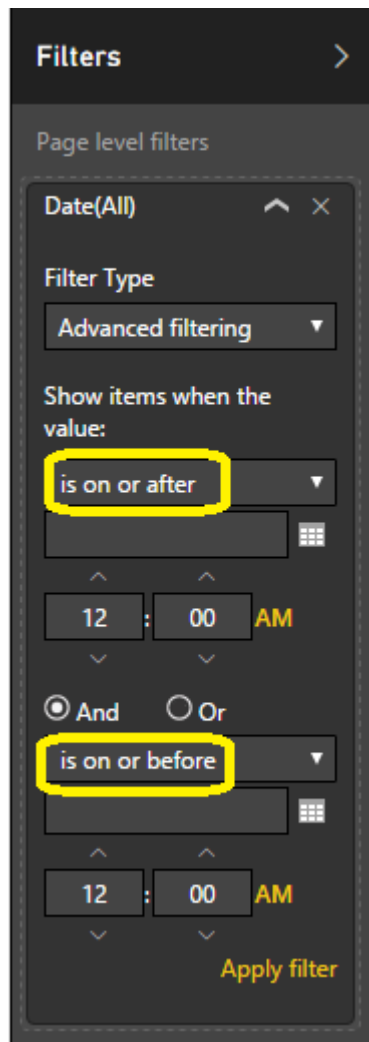 Filters
Page level filters
Date(All)
Filter Type
Advanced filtering
Show items when the
value:
is on or after
12 : 00 AM
And Or
is on or before
12 : 00 AM
Apply filter